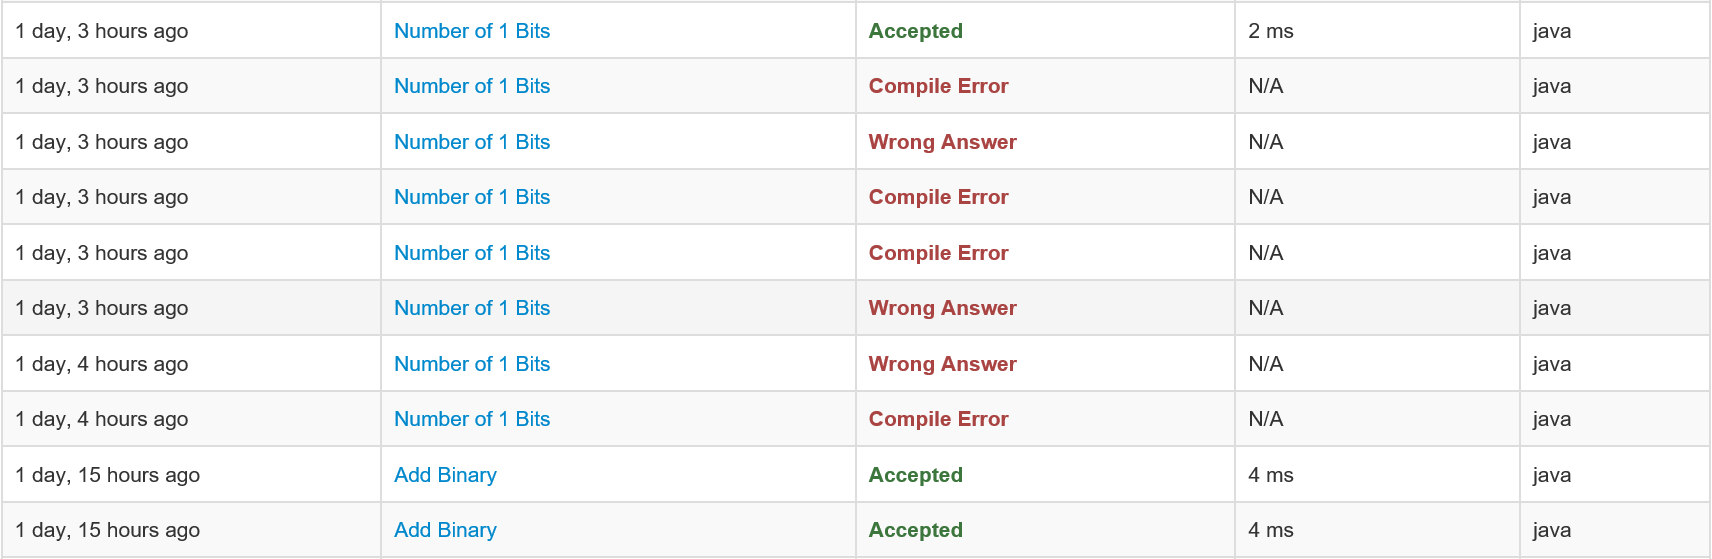 1 day, 3 hours ago Number of 1 Bits Accepted 2 ms java
1 day, 3 hours ago Number of 1 Bits Compile Error N/A java
1 day, 3 hours ago Number of 1 Bits Wrong Answer N/A java
1 day, 3 hours ago Number of 1 Bits Compile Error N/A java
1 day, 3 hours ago Number of 1 Bits Compile Error N/A java
1 day, 3 hours ago Number of 1 Bits Wrong Answer N/A java
1 day, 4 hours ago Number of 1 Bits Wrong Answer N/A java
1 day, 4 hours ago Number of 1 Bits Compile Error N/A java
1 day, 15 hours ago Add Binary Accepted 4 ms java
1 day, 15 hours ago Add Binary Accepted 4 ms java